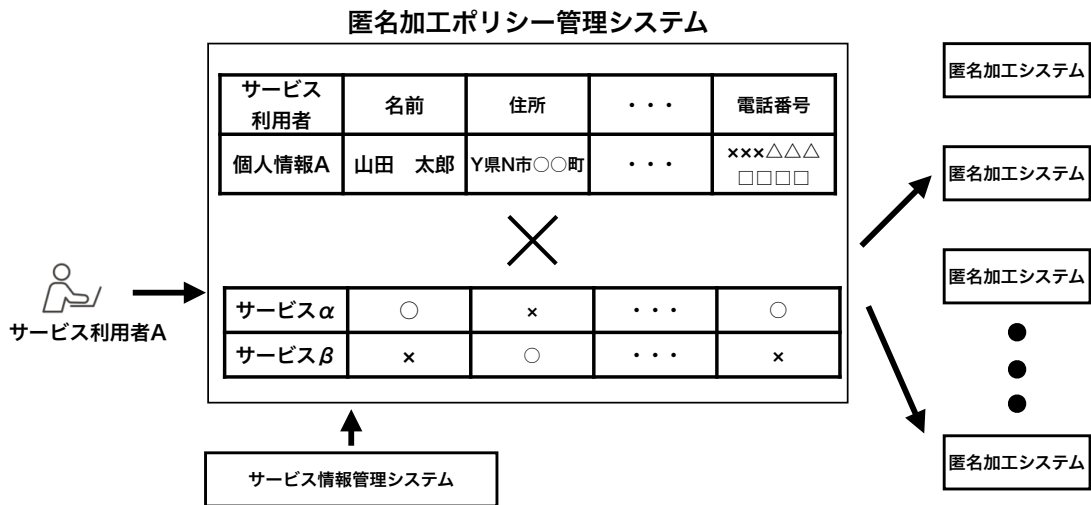 匿名加工ポリシー管理システム
サービス
利用者
名前
住所
・・・
電話番号
個人情報A
山田　太郎
Y県N市○○町
・・・
×××△△△
□□□□
サービスα
○
×
・・・
○
サービスβ
×
○
・・・
×
サービス利用者A
サービス情報管理システム
匿名加工システム
匿名加工システム
匿名加工システム
匿名加工システム